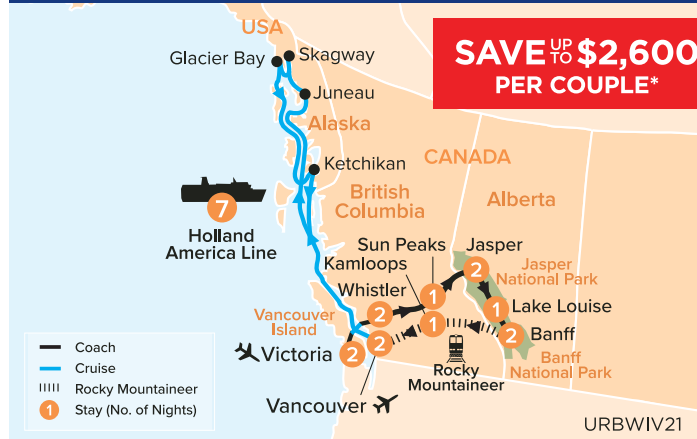 USA
SAVE UP TO $2,600
PER COUPLE*
Glacier Bay
Skagway
Juneau
Alaska
Ketchikan
CANADA
British
Columbia
Alberta
7
Holland
America Line
Sun Peaks
Jasper
Kamloops
2
Jasper
National Park
Whistler
1
1
Lake Louise
Vancouver
Island
2
1
2
Banff
Victoria
2
2
Rocky
Mountaineer
Banff
National Park
Vancouver
Coach
Cruise
Rocky Mountaineer
1
Stay (No. of Nights)
URBWIV21